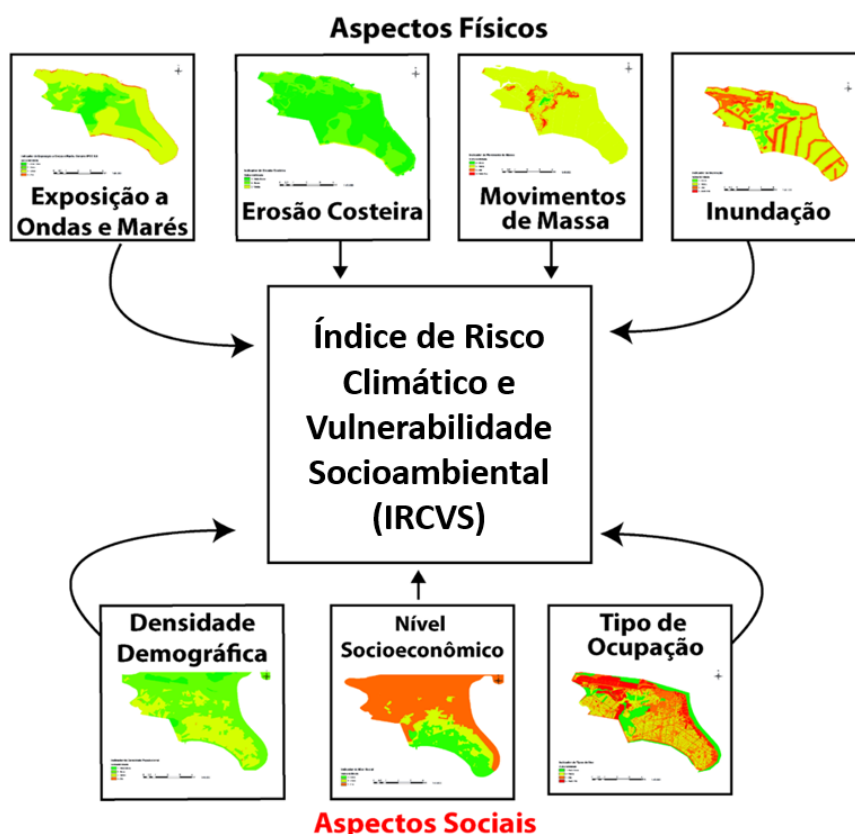 Aspectos Físicos
Exposição a
Ondas e Marés
Erosão Costeira
Movimentos
de Massa
Inundação
Índice de Risco
Climático e
Vulnerabilidade
Socioambiental
(IRCVS)
Densidade
Demográfica
Nível
Socioeconômico
Tipo de
Ocupação
Aspectos Sociais